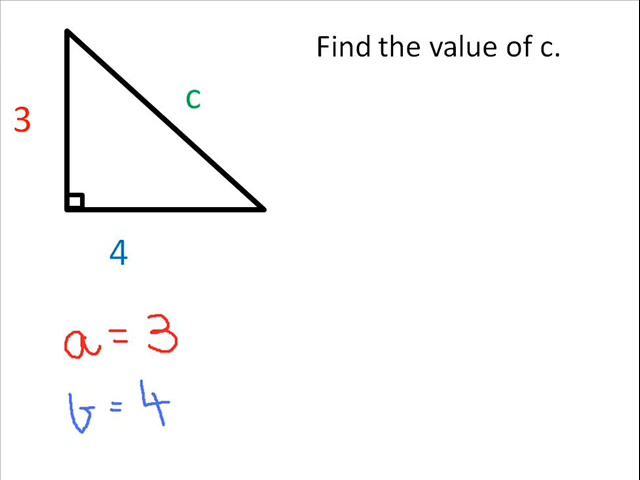 Find the value of c.
c
3
4
a = 3
b = 4